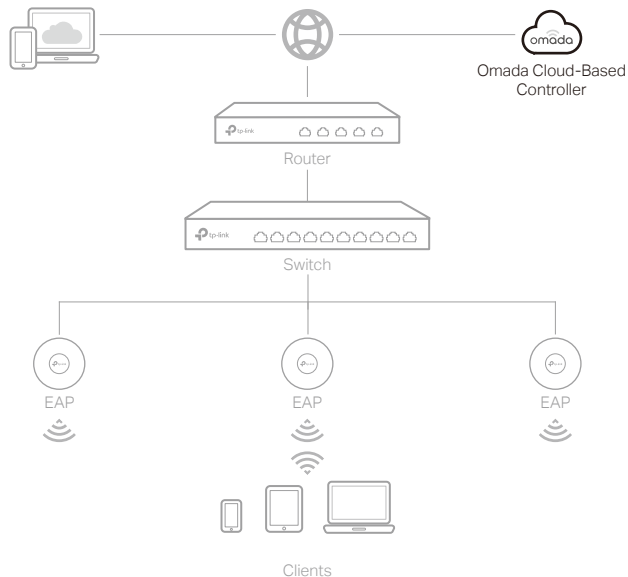 omada
Omada Cloud-Based
Controller
tp-link
Router
tp-link
Switch
EAP
EAP
EAP
Clients